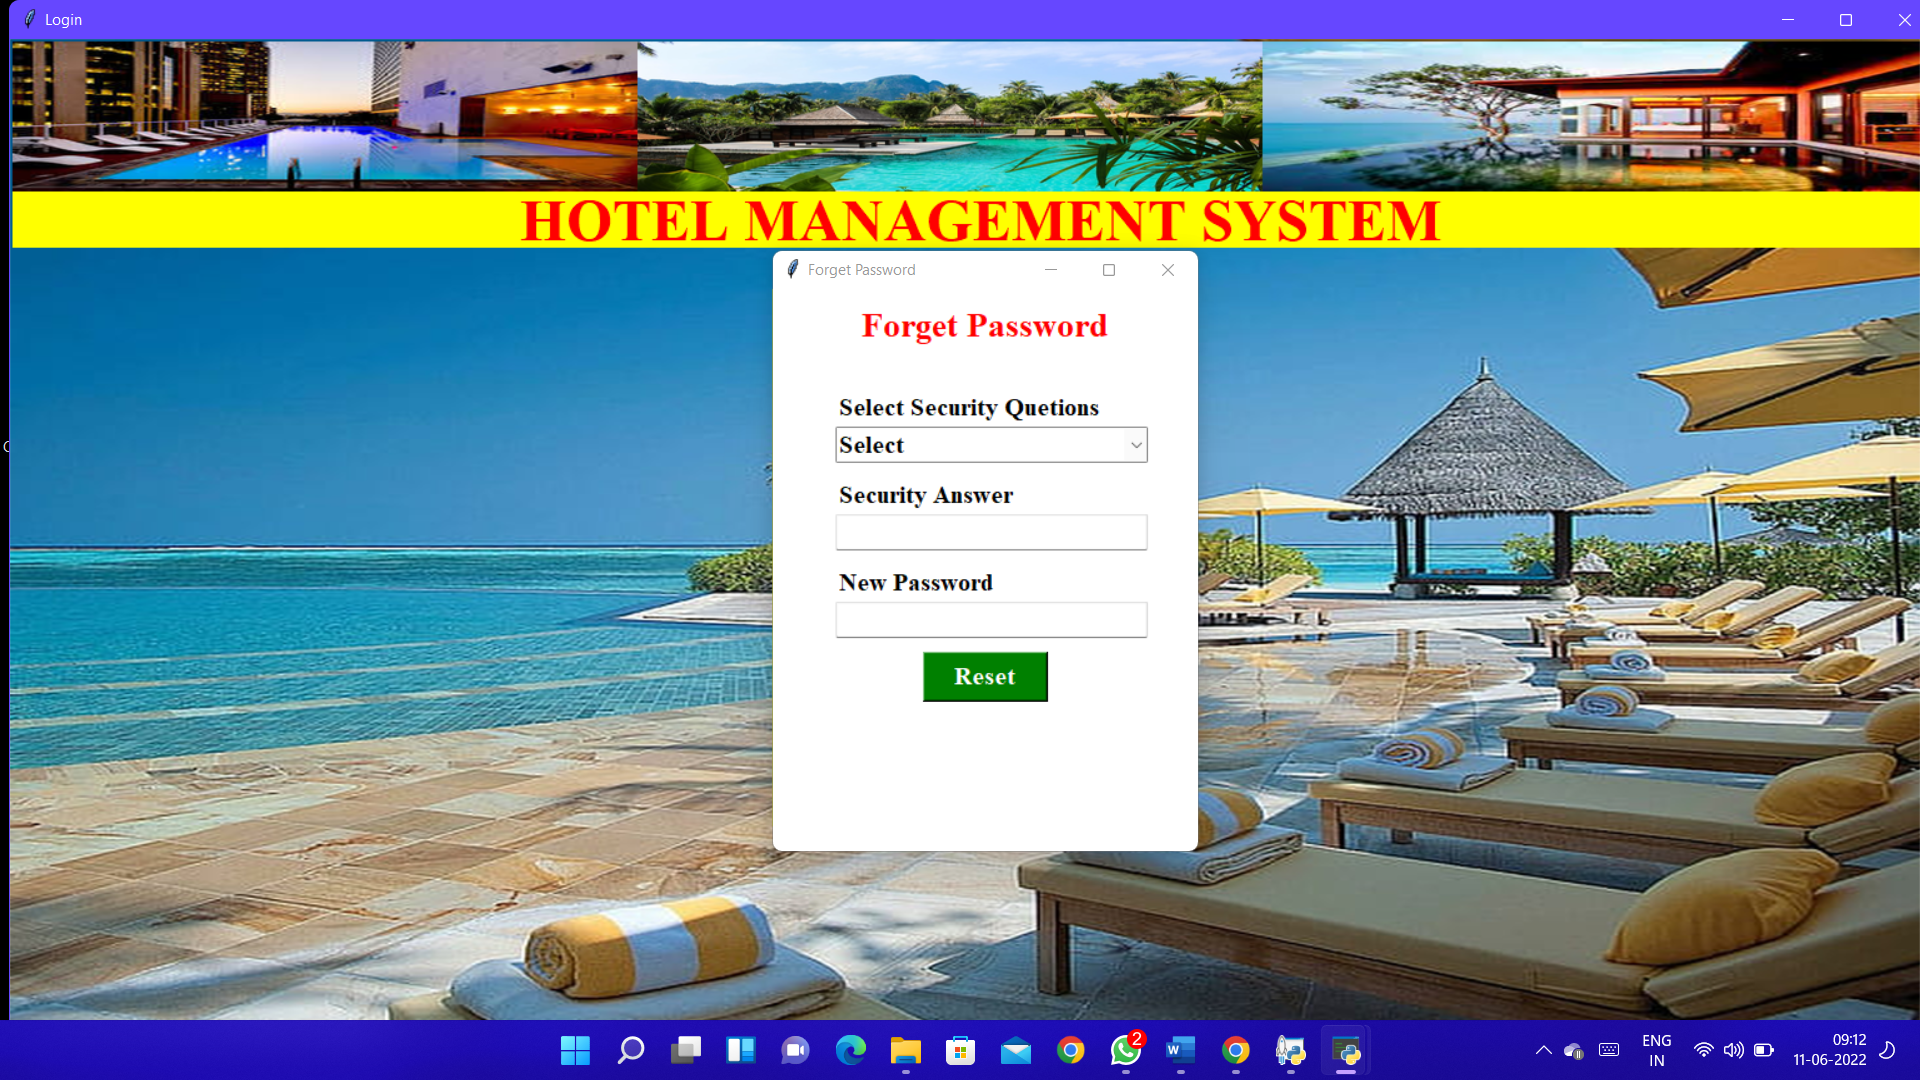 Login
HOTEL MANAGEMENT SYSTEM
Forget Password
Forget Password
Select Security Quetions
Select
Security Answer
New Password
Reset
2
W
ENG
IN
09:12
11-06-2022